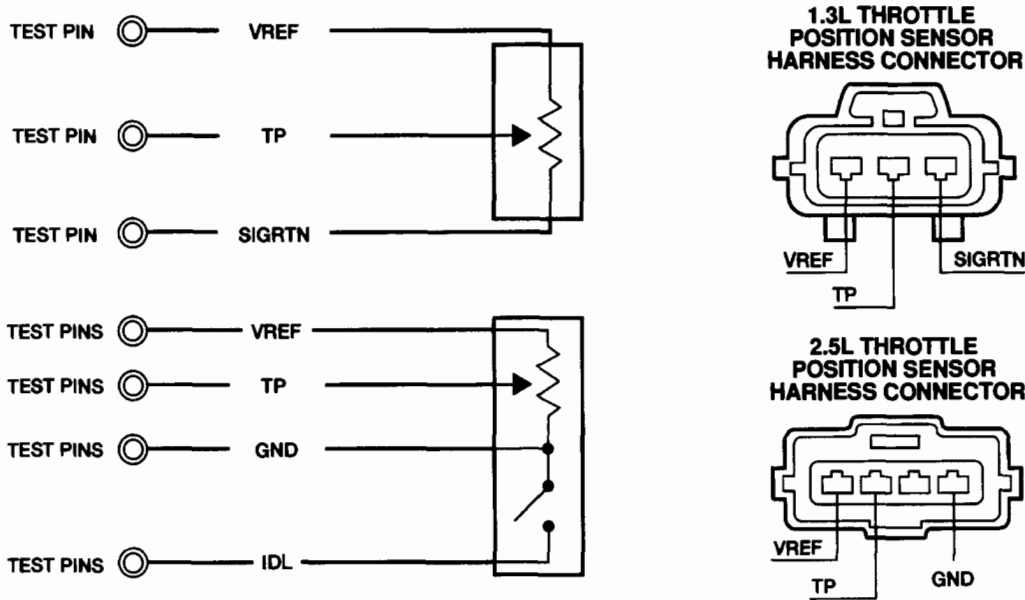 TEST PIN VREF
TEST PIN TP
TEST PIN SIGRTN
TEST PINS VREF
TEST PINS TP
TEST PINS GND
TEST PINS IDL
1.3L THROTTLE
POSITION SENSOR
HARNESS CONNECTOR
VREF
TP
SIGRTN
2.5L THROTTLE
POSITION SENSOR
HARNESS CONNECTOR
VREF
TP
GND